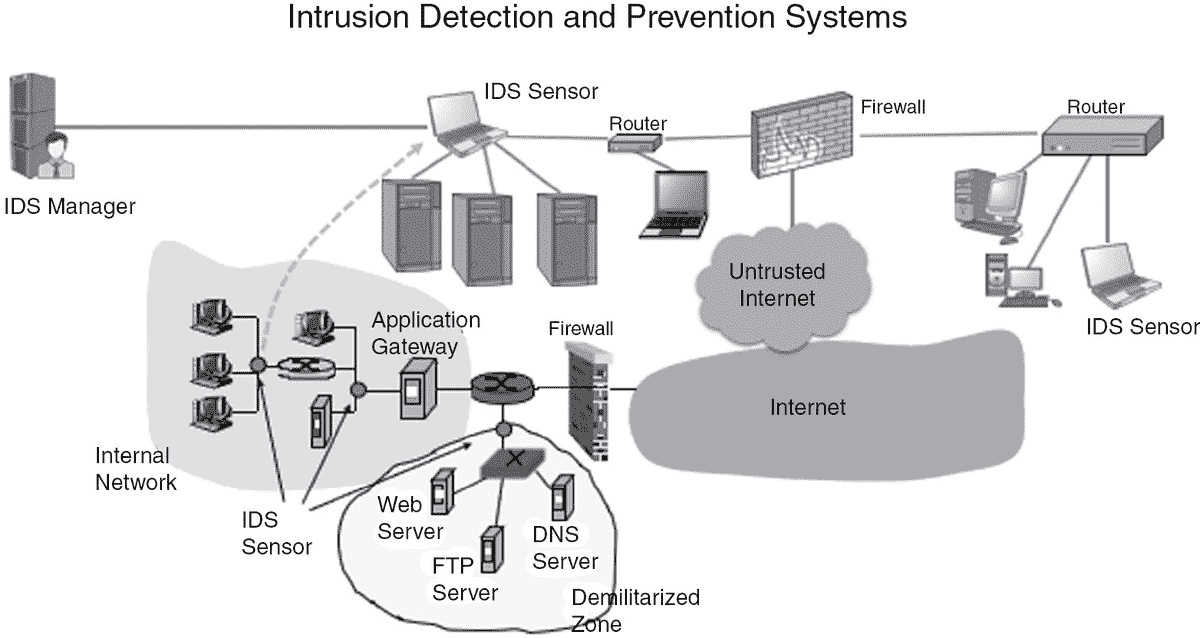 Intrusion Detection and Prevention Systems
IDS Sensor
Router
Firewall
Router
IDS Manager
Untrusted
Internet
IDS Sensor
Application
Gateway
Firewall
Internet
Internal
Network
IDS
Sensor
Web
Server
FTP
Server
DNS
Server
Demilitarized
Zone